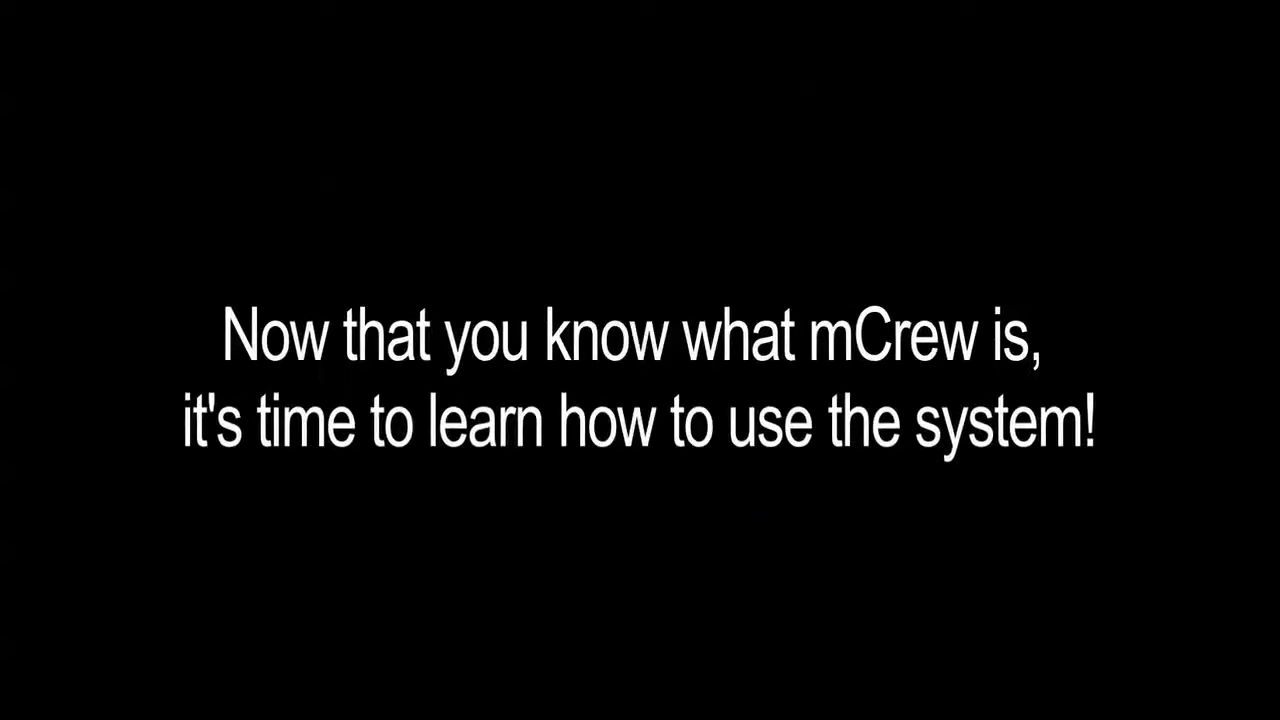 Now that you know what mCrew is,
it's time to learn how to use the system!